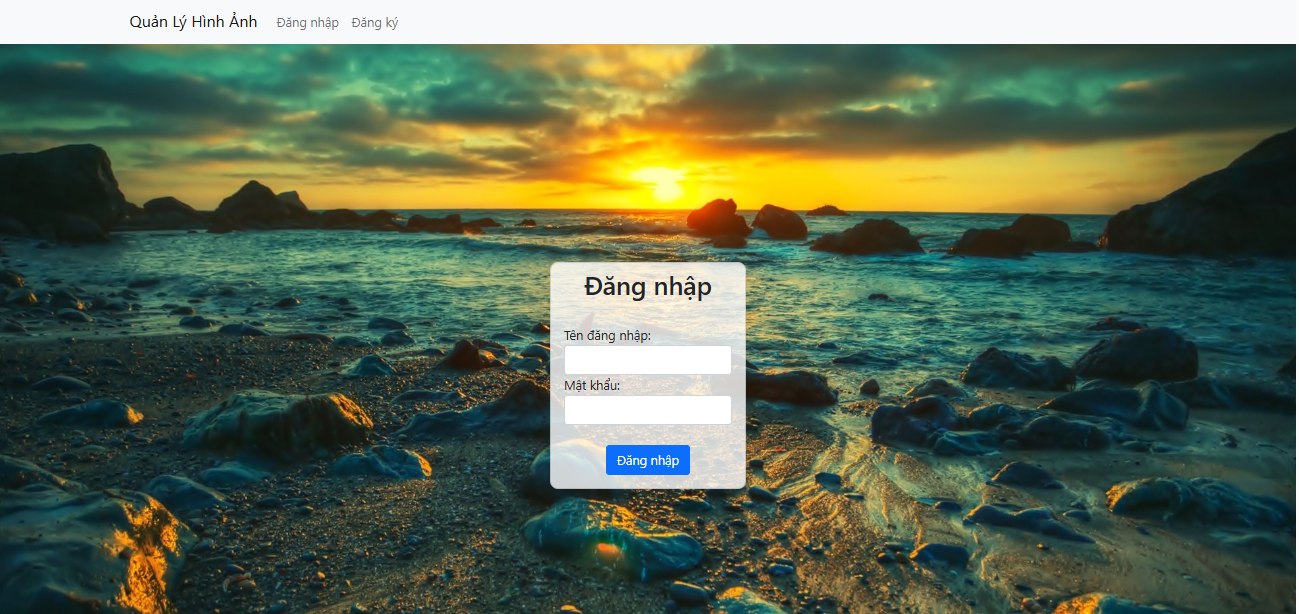 Quản Lý Hình Ảnh Đăng nhập Đăng ký
Đăng nhập
Tên đăng nhập:
Mật khẩu:
Đăng nhập